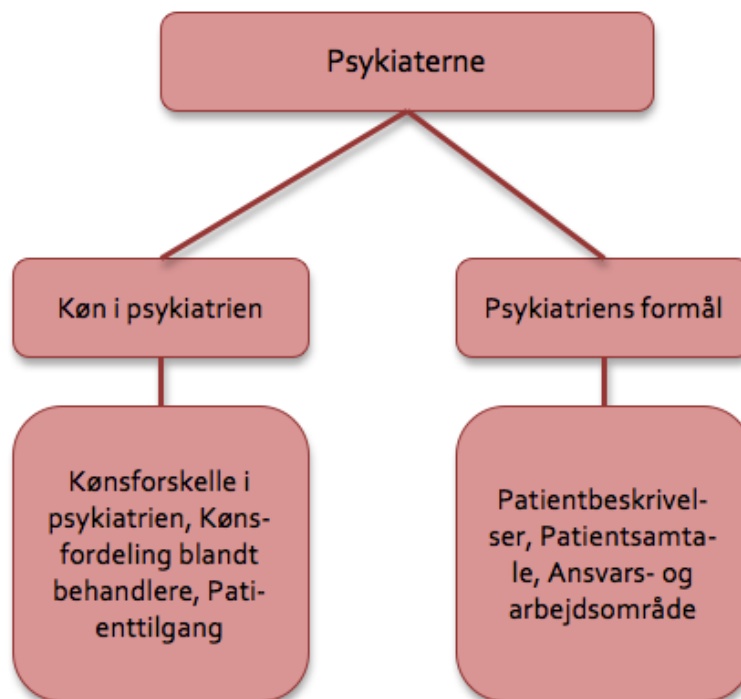 Psykiaterne
Køn i psykiatrien
Psykiatriens formål
Kønsforskelle i
psykiatrien, Køns-
fordeling blandt
behandlere, Pati-
enttilgang
Patientbeskrivel-
ser, Patientsamta-
le, Ansvars- og
arbejdsområde